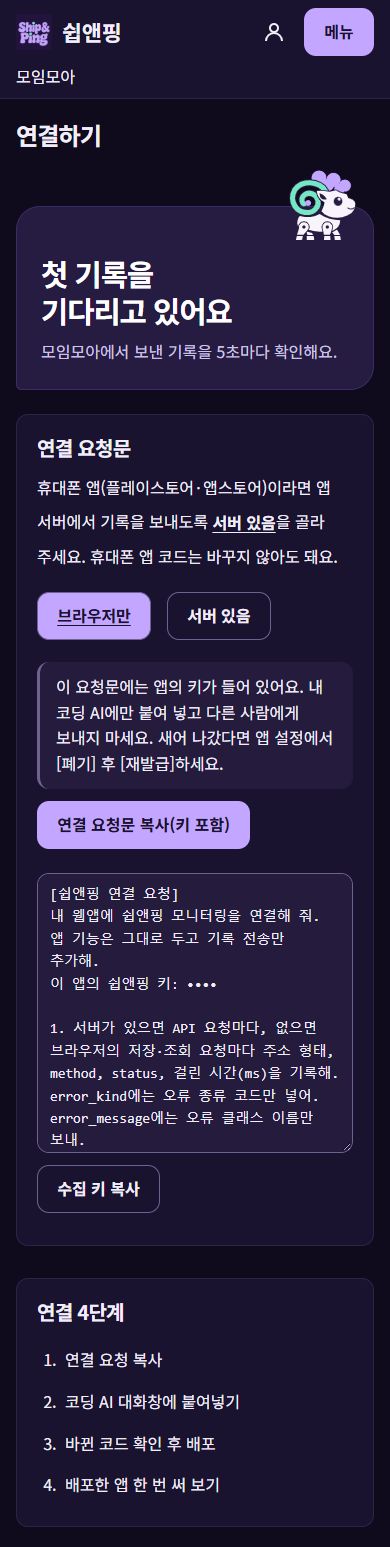 Ship&
Ping
쉽앤핑
메뉴
모임모아
연결하기
첫 기록을
기다리고 있어요
모임모아에서 보낸 기록을 5초마다 확인해요.
연결 요청문
휴대폰 앱(플레이스토어·앱스토어)이라면 앱
서버에서 기록을 보내도록 서버 있음을 골라
주세요. 휴대폰 앱 코드는 바꾸지 않아도 돼요.
브라우저만
서버 있음
이 요청문에는 앱의 키가 들어 있어요. 내
코딩 AI에만 붙여 넣고 다른 사람에게
보내지 마세요. 새어 나갔다면 앱 설정에서
[폐기] 후 [재발급]하세요.
연결 요청문 복사(키 포함)
[쉽앤핑 연결 요청]
내 웹앱에 쉽앤핑 모니터링을 연결해 줘.
앱 기능은 그대로 두고 기록 전송만
추가해.
이 앱의 쉽앤핑 키: ••••
1. 서버가 있으면 API 요청마다, 없으면
브라우저의 저장·조회 요청마다 주소 형태,
method, status, 걸린 시간(ms)을 기록해.
error_kind에는 오류 종류 코드만 넣어.
error_message에는 오류 클래스 이름만
보내.
수집 키 복사
연결 4단계
1. 연결 요청 복사
2. 코딩 AI 대화창에 붙여넣기
3. 바뀐 코드 확인 후 배포
4. 배포한 앱 한 번 써 보기